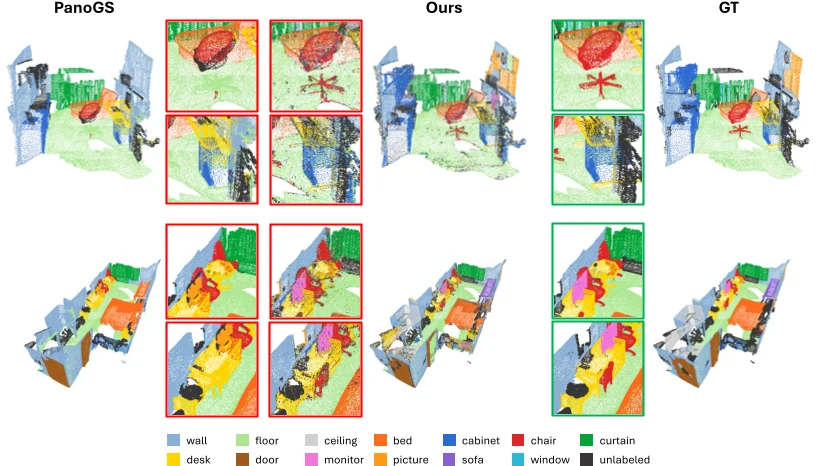 PanoGS Ours GT
wall floor ceiling bed cabinet chair curtain
desk door monitor picture sofa window unlabeled